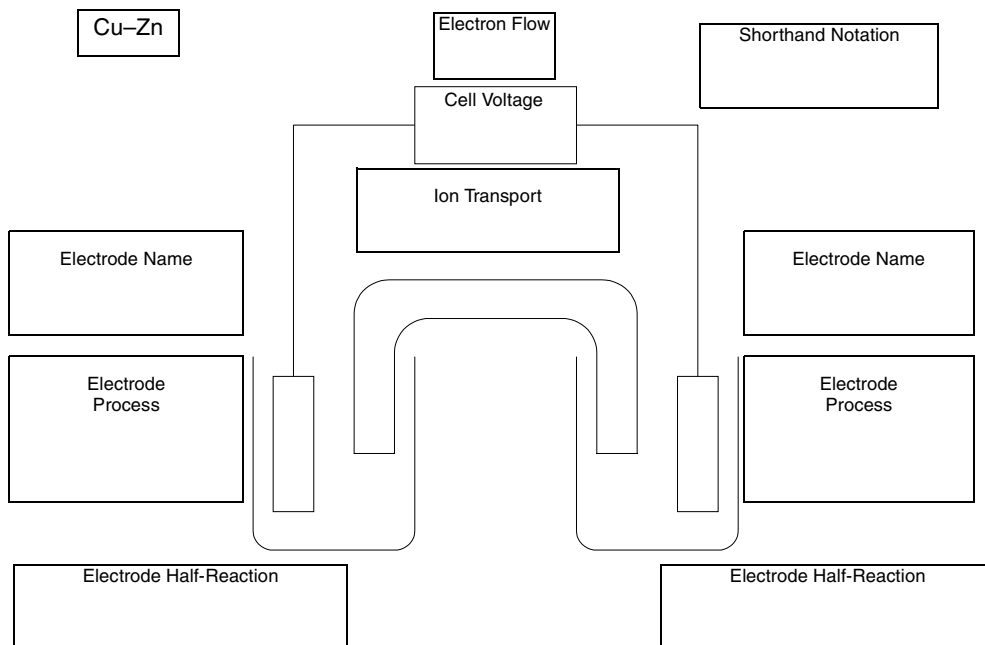 Cu–Zn
Electron Flow
Shorthand Notation
Cell Voltage
Ion Transport
Electrode Name
Electrode Name
Electrode
Process
Electrode
Process
Electrode Half-Reaction
Electrode Half-Reaction